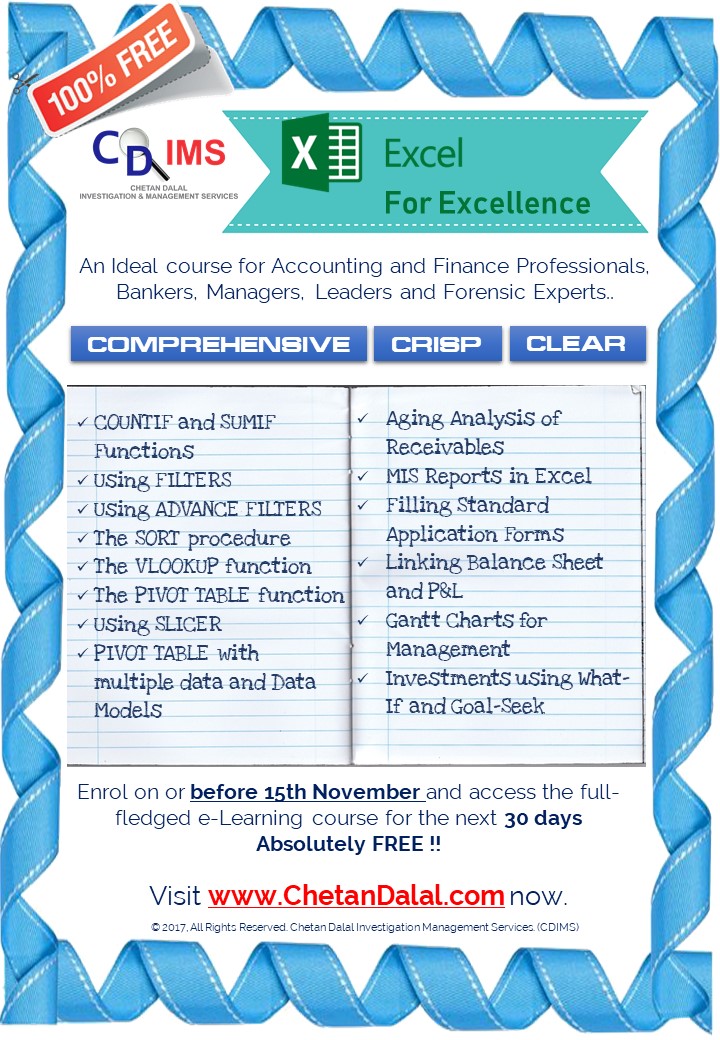 100% FREE
CD IMS
CHETAN DALAL
INVESTIGATION & MANAGEMENT SERVICES
X
Excel
For Excellence
An Ideal course for Accounting and Finance Professionals,
Bankers, Managers, Leaders and Forensic Experts..
COMPREHENSIVE
CRISP
CLEAR
✓ COUNTIF and SUMIF
Functions
✓ Using FILTERS
✓ Using ADVANCE FILTERS
✓ The SORT procedure
✓ The VLOOKUP function
✓ The PIVOT TABLE function
✓ Using SLICER
✓ PIVOT TABLE with
multiple data and Data
Models
✓ Aging Analysis of
Receivables
✓ MIS Reports in Excel
✓ Filling Standard
Application Forms
✓ Linking Balance Sheet
and P&L
✓ Gantt Charts for
Management
✓ Investments using What-
If and Goal-Seek
Enrol on or before 15th November and access the full-
fledged e-Learning course for the next 30 days
Absolutely FREE !!
Visit www.ChetanDalal.com now.
© 2017, All Rights Reserved. Chetan Dalal Investigation Management Services. (CDIMS)